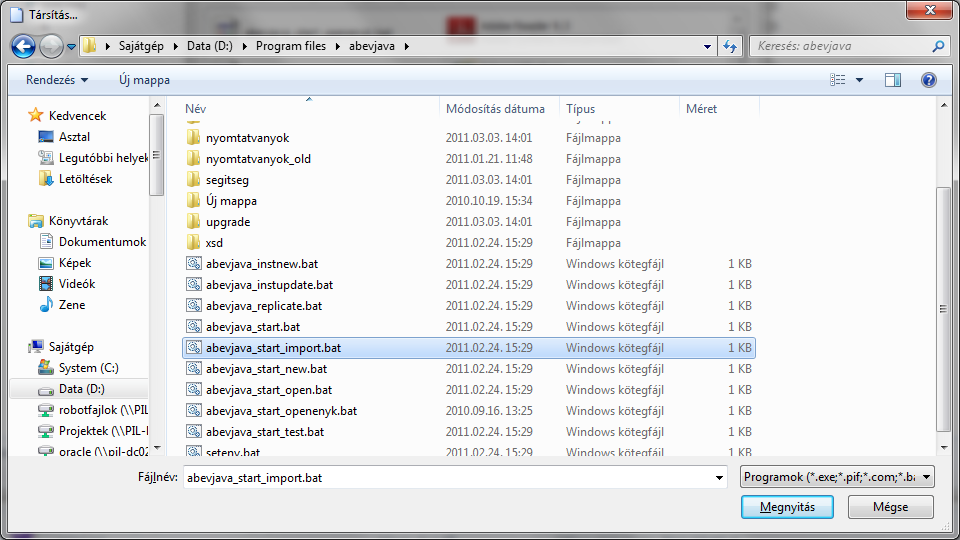 Társítás...
Sajátgép Data (D:) Program files abevjava
Keresés: abevjava
Rendezés Új mappa
Kedvencek
Asztal
Legutóbbi helyek
Letöltések
Könyvtárak
Dokumentumok
Képek
Videók
Zene
Sajátgép
System (C:)
Data (D:)
robotfajlok (\\PIL
Projektek (\\PIL-
oracle (\\pil-dc02
Név Módosítás dátuma Típus Méret
nyomtatvanyok 2011.03.03. 14:01 Fájlmappa
nyomtatvanyok_old 2011.01.21. 11:48 Fájlmappa
segitseg 2011.03.03. 14:01 Fájlmappa
Új mappa 2010.10.19. 15:34 Fájlmappa
upgrade 2011.03.03. 14:01 Fájlmappa
xsd 2011.02.24. 15:29 Fájlmappa
abevjava_instnew.bat 2011.02.24. 15:29 Windows kötegfájl 1 KB
abevjava_instupdate.bat 2011.02.24. 15:29 Windows kötegfájl 1 KB
abevjava_replicate.bat 2011.02.24. 15:29 Windows kötegfájl 1 KB
abevjava_start.bat 2011.02.24. 15:29 Windows kötegfájl 1 KB
abevjava_start_import.bat 2011.02.24. 15:29 Windows kötegfájl 1 KB
abevjava_start_new.bat 2011.02.24. 15:29 Windows kötegfájl 1 KB
abevjava_start_open.bat 2011.02.24. 15:29 Windows kötegfájl 1 KB
abevjava_start_openenyk.bat 2010.09.16. 13:25 Windows kötegfájl 1 KB
abevjava_start_test.bat 2011.02.24. 15:29 Windows kötegfájl 1 KB
setenv.bat 2011.02.24. 15:29 Windows kötegfájl 1 KB
Fájlnév: abevjava_start_import.bat Programok (*.exe;*.pif;*.com;*.ba
Megnyitás Mégse